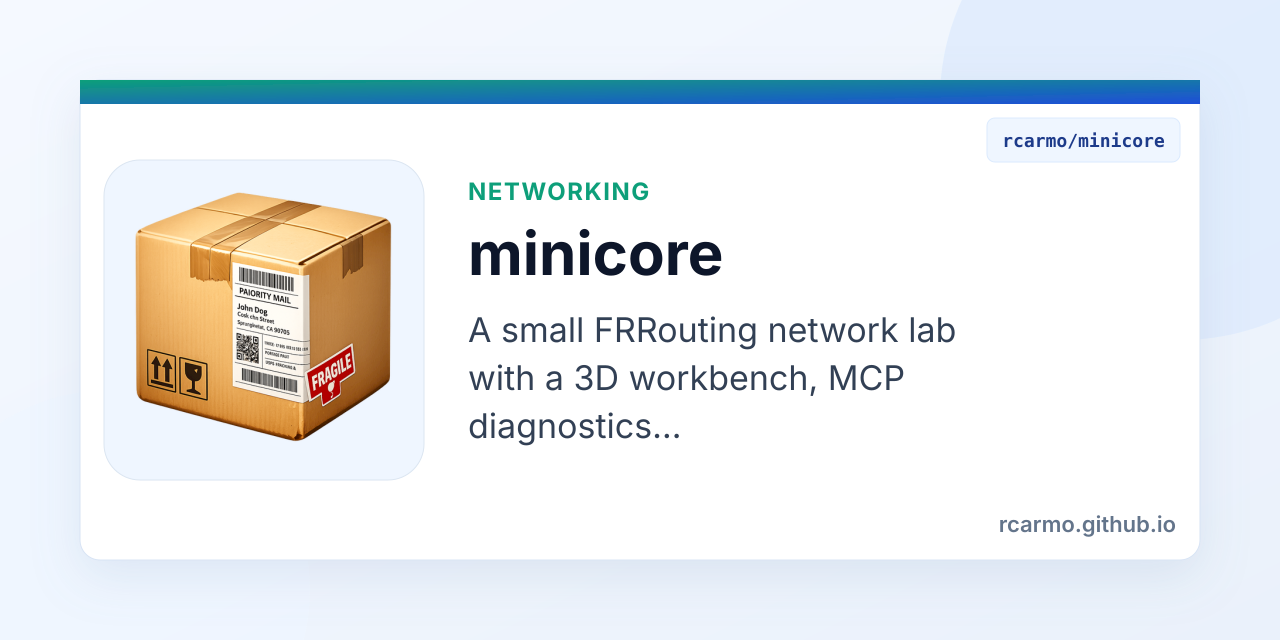 rcarmo/minicore
NETWORKING
minicore
A small FRRouting network lab
with a 3D workbench, MCP
diagnostics...
PAIORITY MAIL
John Dog
FRAGILE
rcarmo.github.io